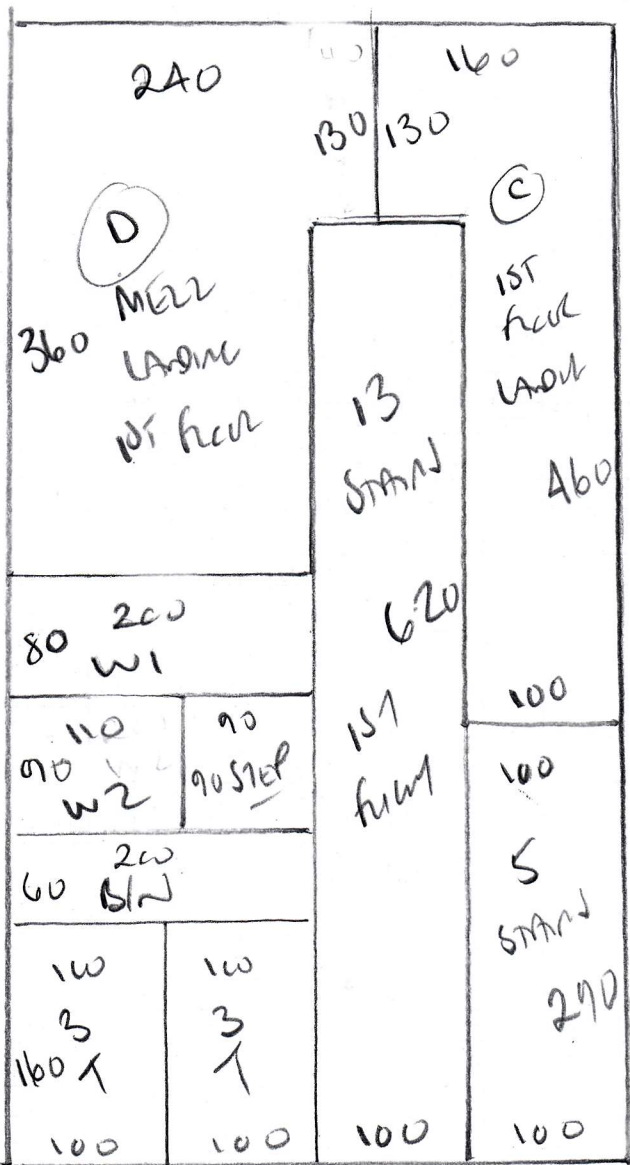 240
160
130
130
D
MEZZ
LANDING
1ST FLOOR
360
C
1ST
FLOOR
LANDING
460
100
13
STAIRS
620
1ST
FLIGHT
100
200
80 W1
110
90
W2
90
90 STEP
200
60 BIN
100
3
160 T
100
100
3
T
100
100
5
STAIRS
290
100